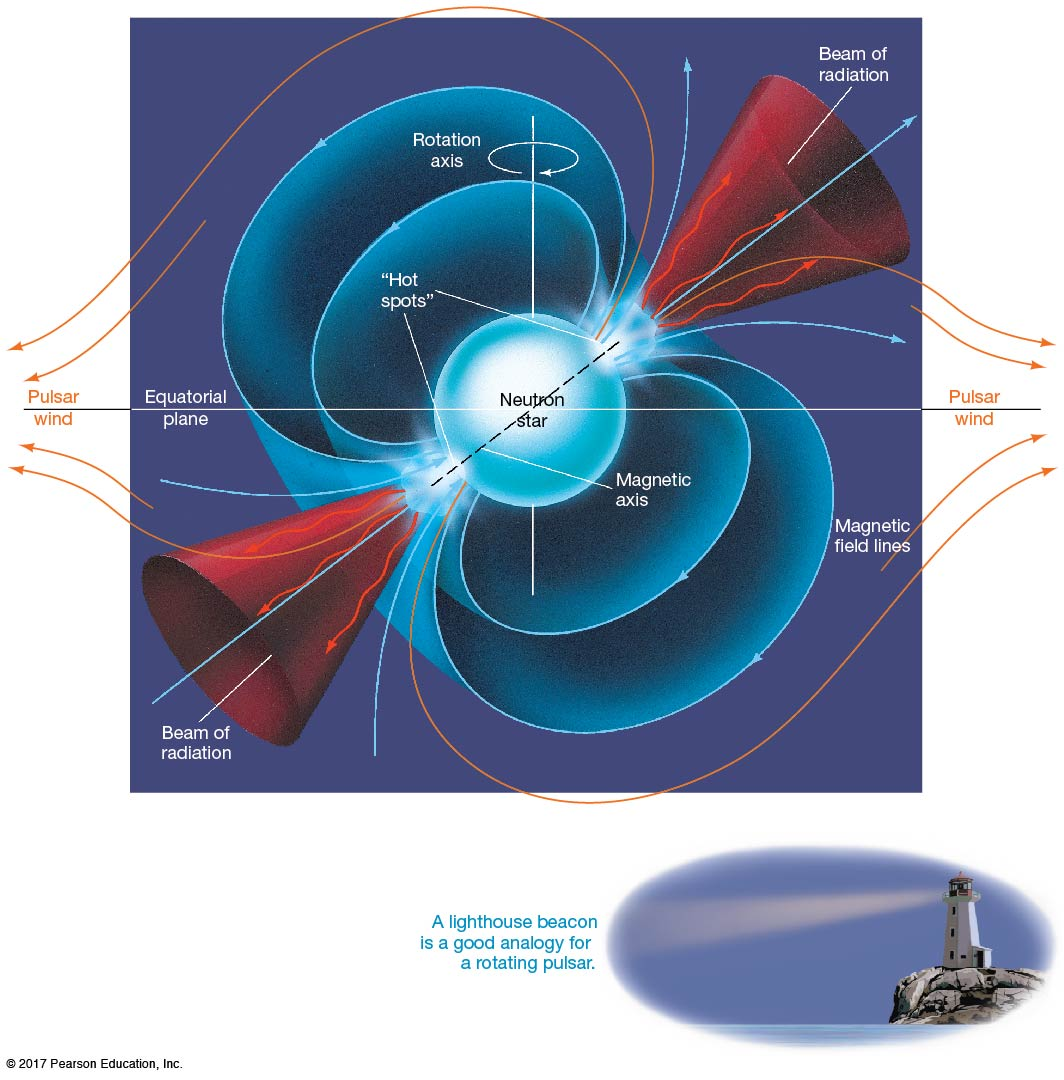 Beam of
radiation
Rotation
axis
“Hot
spots”
Pulsar
wind
Equatorial
plane
Neutron
star
Pulsar
wind
Magnetic
axis
Magnetic
field lines
Beam of
radiation
A lighthouse beacon
is a good analogy for
a rotating pulsar.
© 2017 Pearson Education, Inc.